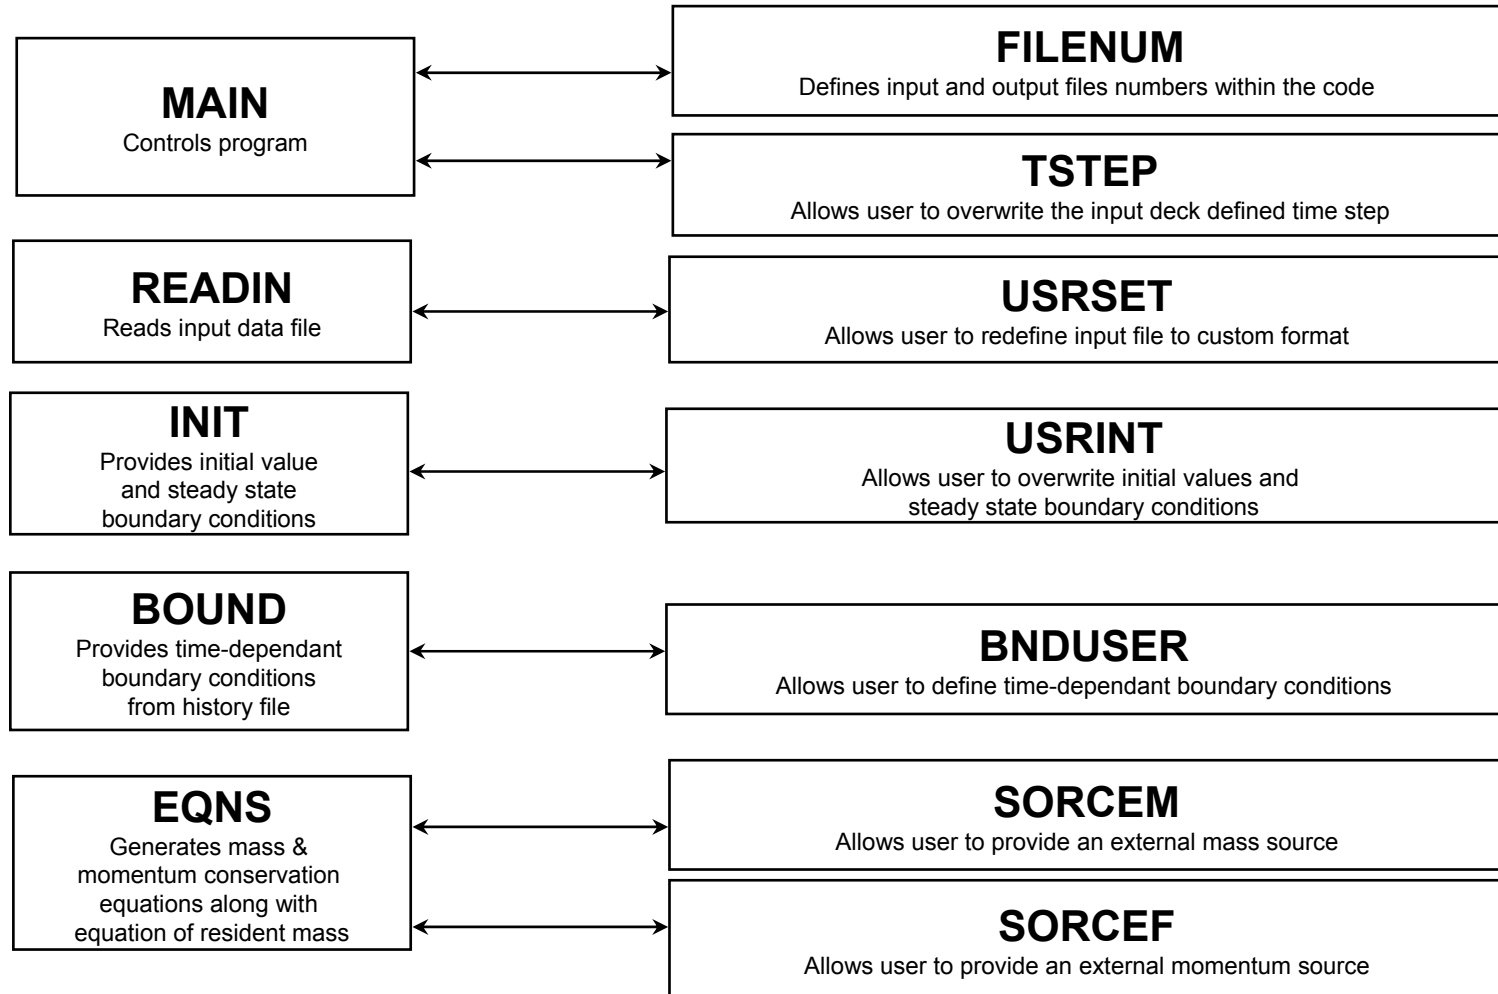 MAIN
Controls program
FILENUM
Defines input and output files numbers within the code
TSTEP
Allows user to overwrite the input deck defined time step
READIN
Reads input data file
USRSET
Allows user to redefine input file to custom format
INIT
Provides initial value
and steady state
boundary conditions
USRINT
Allows user to overwrite initial values and
steady state boundary conditions
BOUND
Provides time-dependant
boundary conditions
from history file
BNDUSER
Allows user to define time-dependant boundary conditions
EQNS
Generates mass &
momentum conservation
equations along with
equation of resident mass
SORCEM
Allows user to provide an external mass source
SORCEF
Allows user to provide an external momentum source